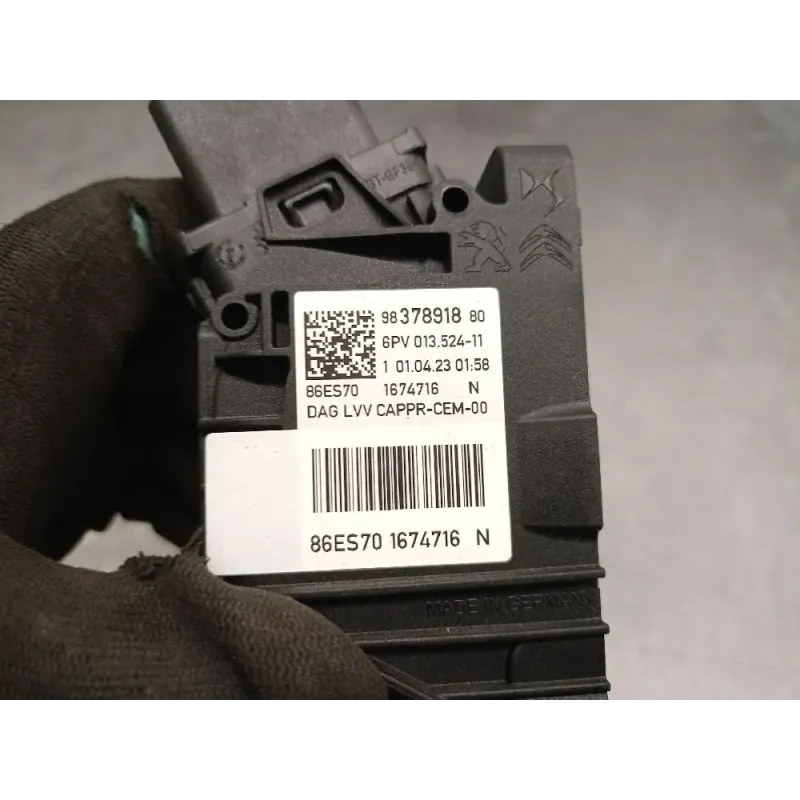 98 378918 80
6PV 013.524-11
1 01.04.23 01:58
86ES70 1674716 N
DAG LVV CAPPR-CEM-00
86ES70 1674716 N
MADE IN GERMANY